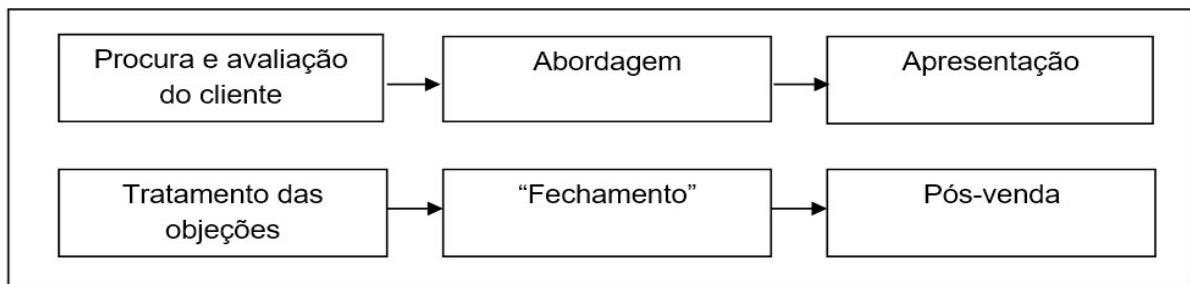 Procura e avaliação
do cliente
Abordagem
Apresentação
Tratamento das
objeções
“Fechamento”
Pós-venda